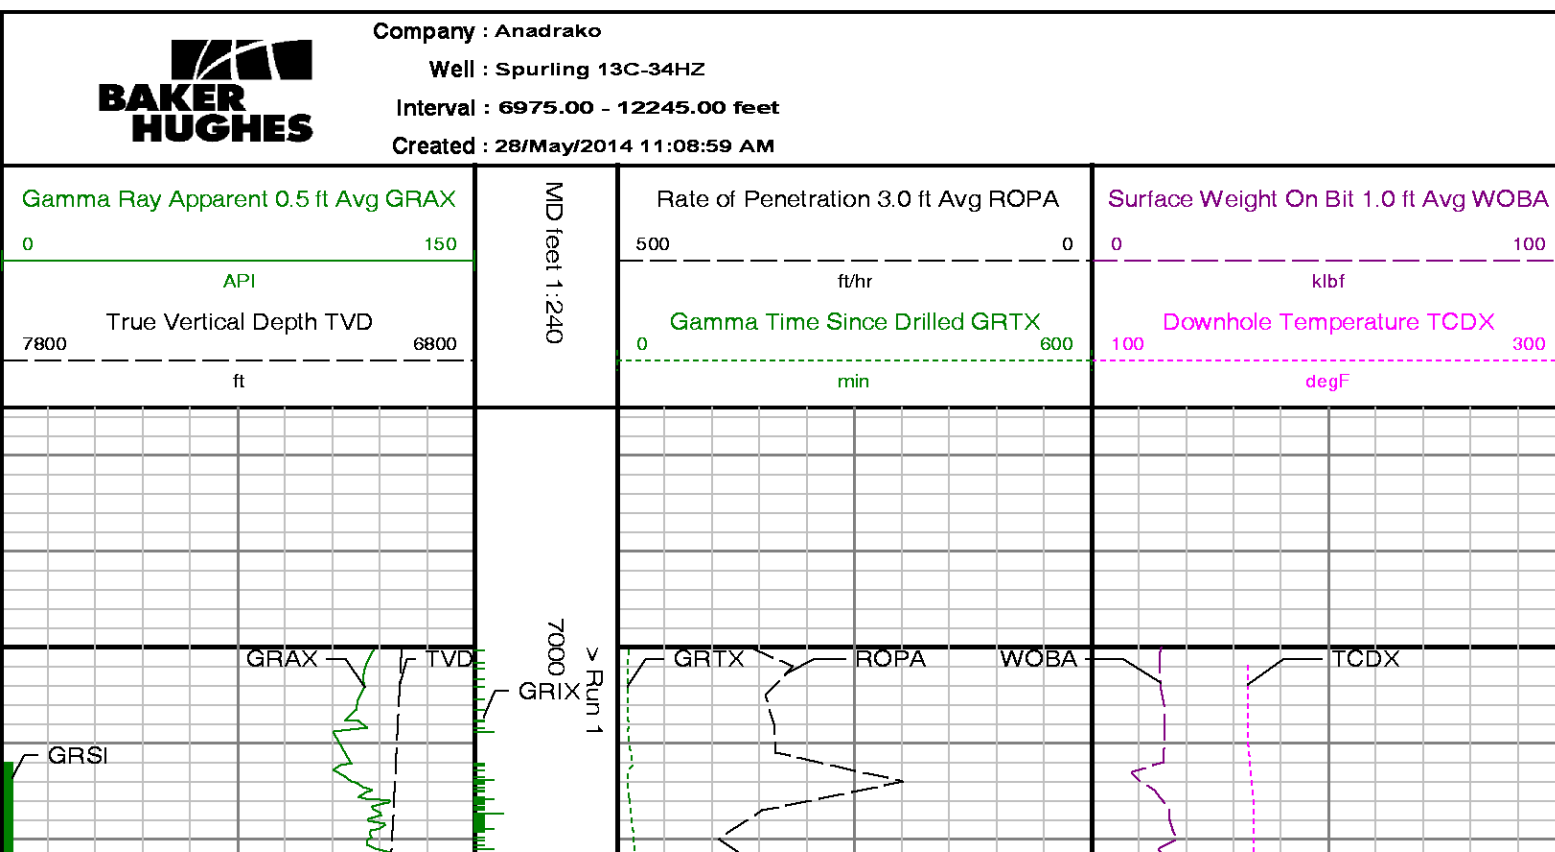 BAKER
HUGHES
Company : Anadrako
Well : Spurling 13C-34HZ
Interval : 6975.00 - 12245.00 feet
Created : 28/May/2014 11:08:59 AM
Gamma Ray Apparent 0.5 ft Avg GRAX
0 150
API
True Vertical Depth TVD
7800 6800
ft
MD feet 1:240
Rate of Penetration 3.0 ft Avg ROPA
500 0
ft/hr
Gamma Time Since Drilled GRTX
0 600
min
Surface Weight On Bit 1.0 ft Avg WOBA
0 100
klbf
Downhole Temperature TCDX
100 300
degF
7000
> Run 1
GRAX TVD
GRIX
GRSI
GRTX ROPA
WOBA TCDX